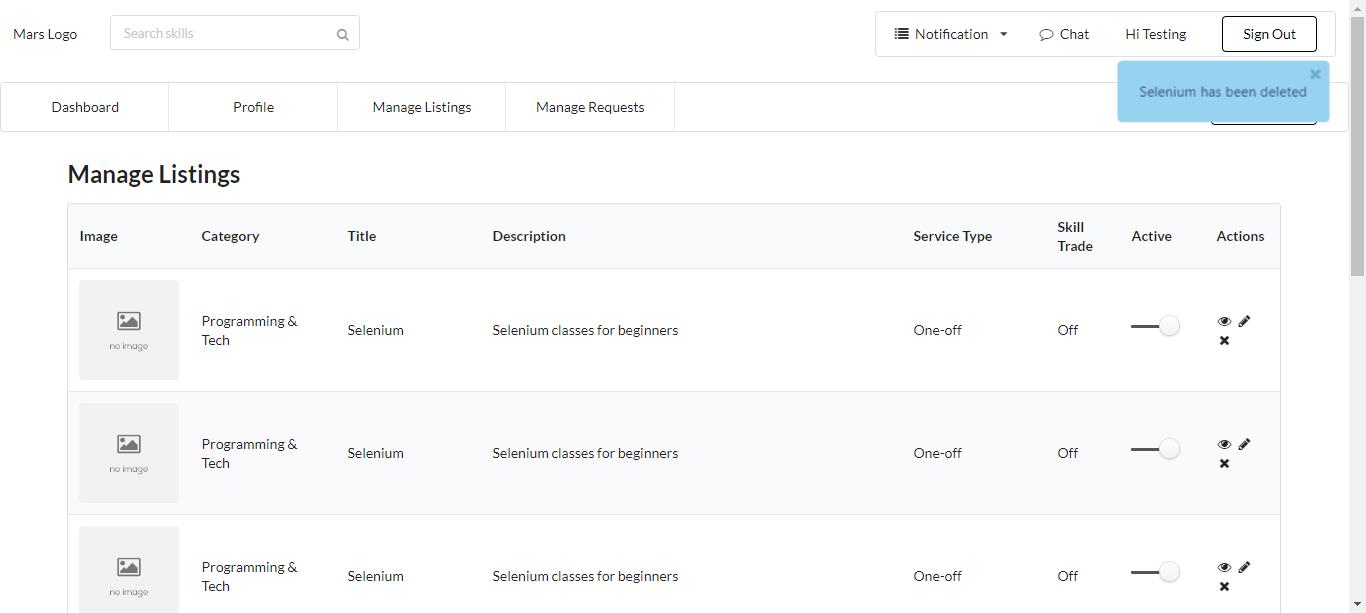 Mars Logo
Search skills
Notification
Chat
Hi Testing
Sign Out
Selenium has been deleted
Dashboard
Profile
Manage Listings
Manage Requests
Manage Listings
Image
Category
Title
Description
Service Type
Skill
Trade
Active
Actions
no image
Programming &
Tech
Selenium
Selenium classes for beginners
One-off
Off
no image
Programming &
Tech
Selenium
Selenium classes for beginners
One-off
Off
no image
Programming &
Tech
Selenium
Selenium classes for beginners
One-off
Off